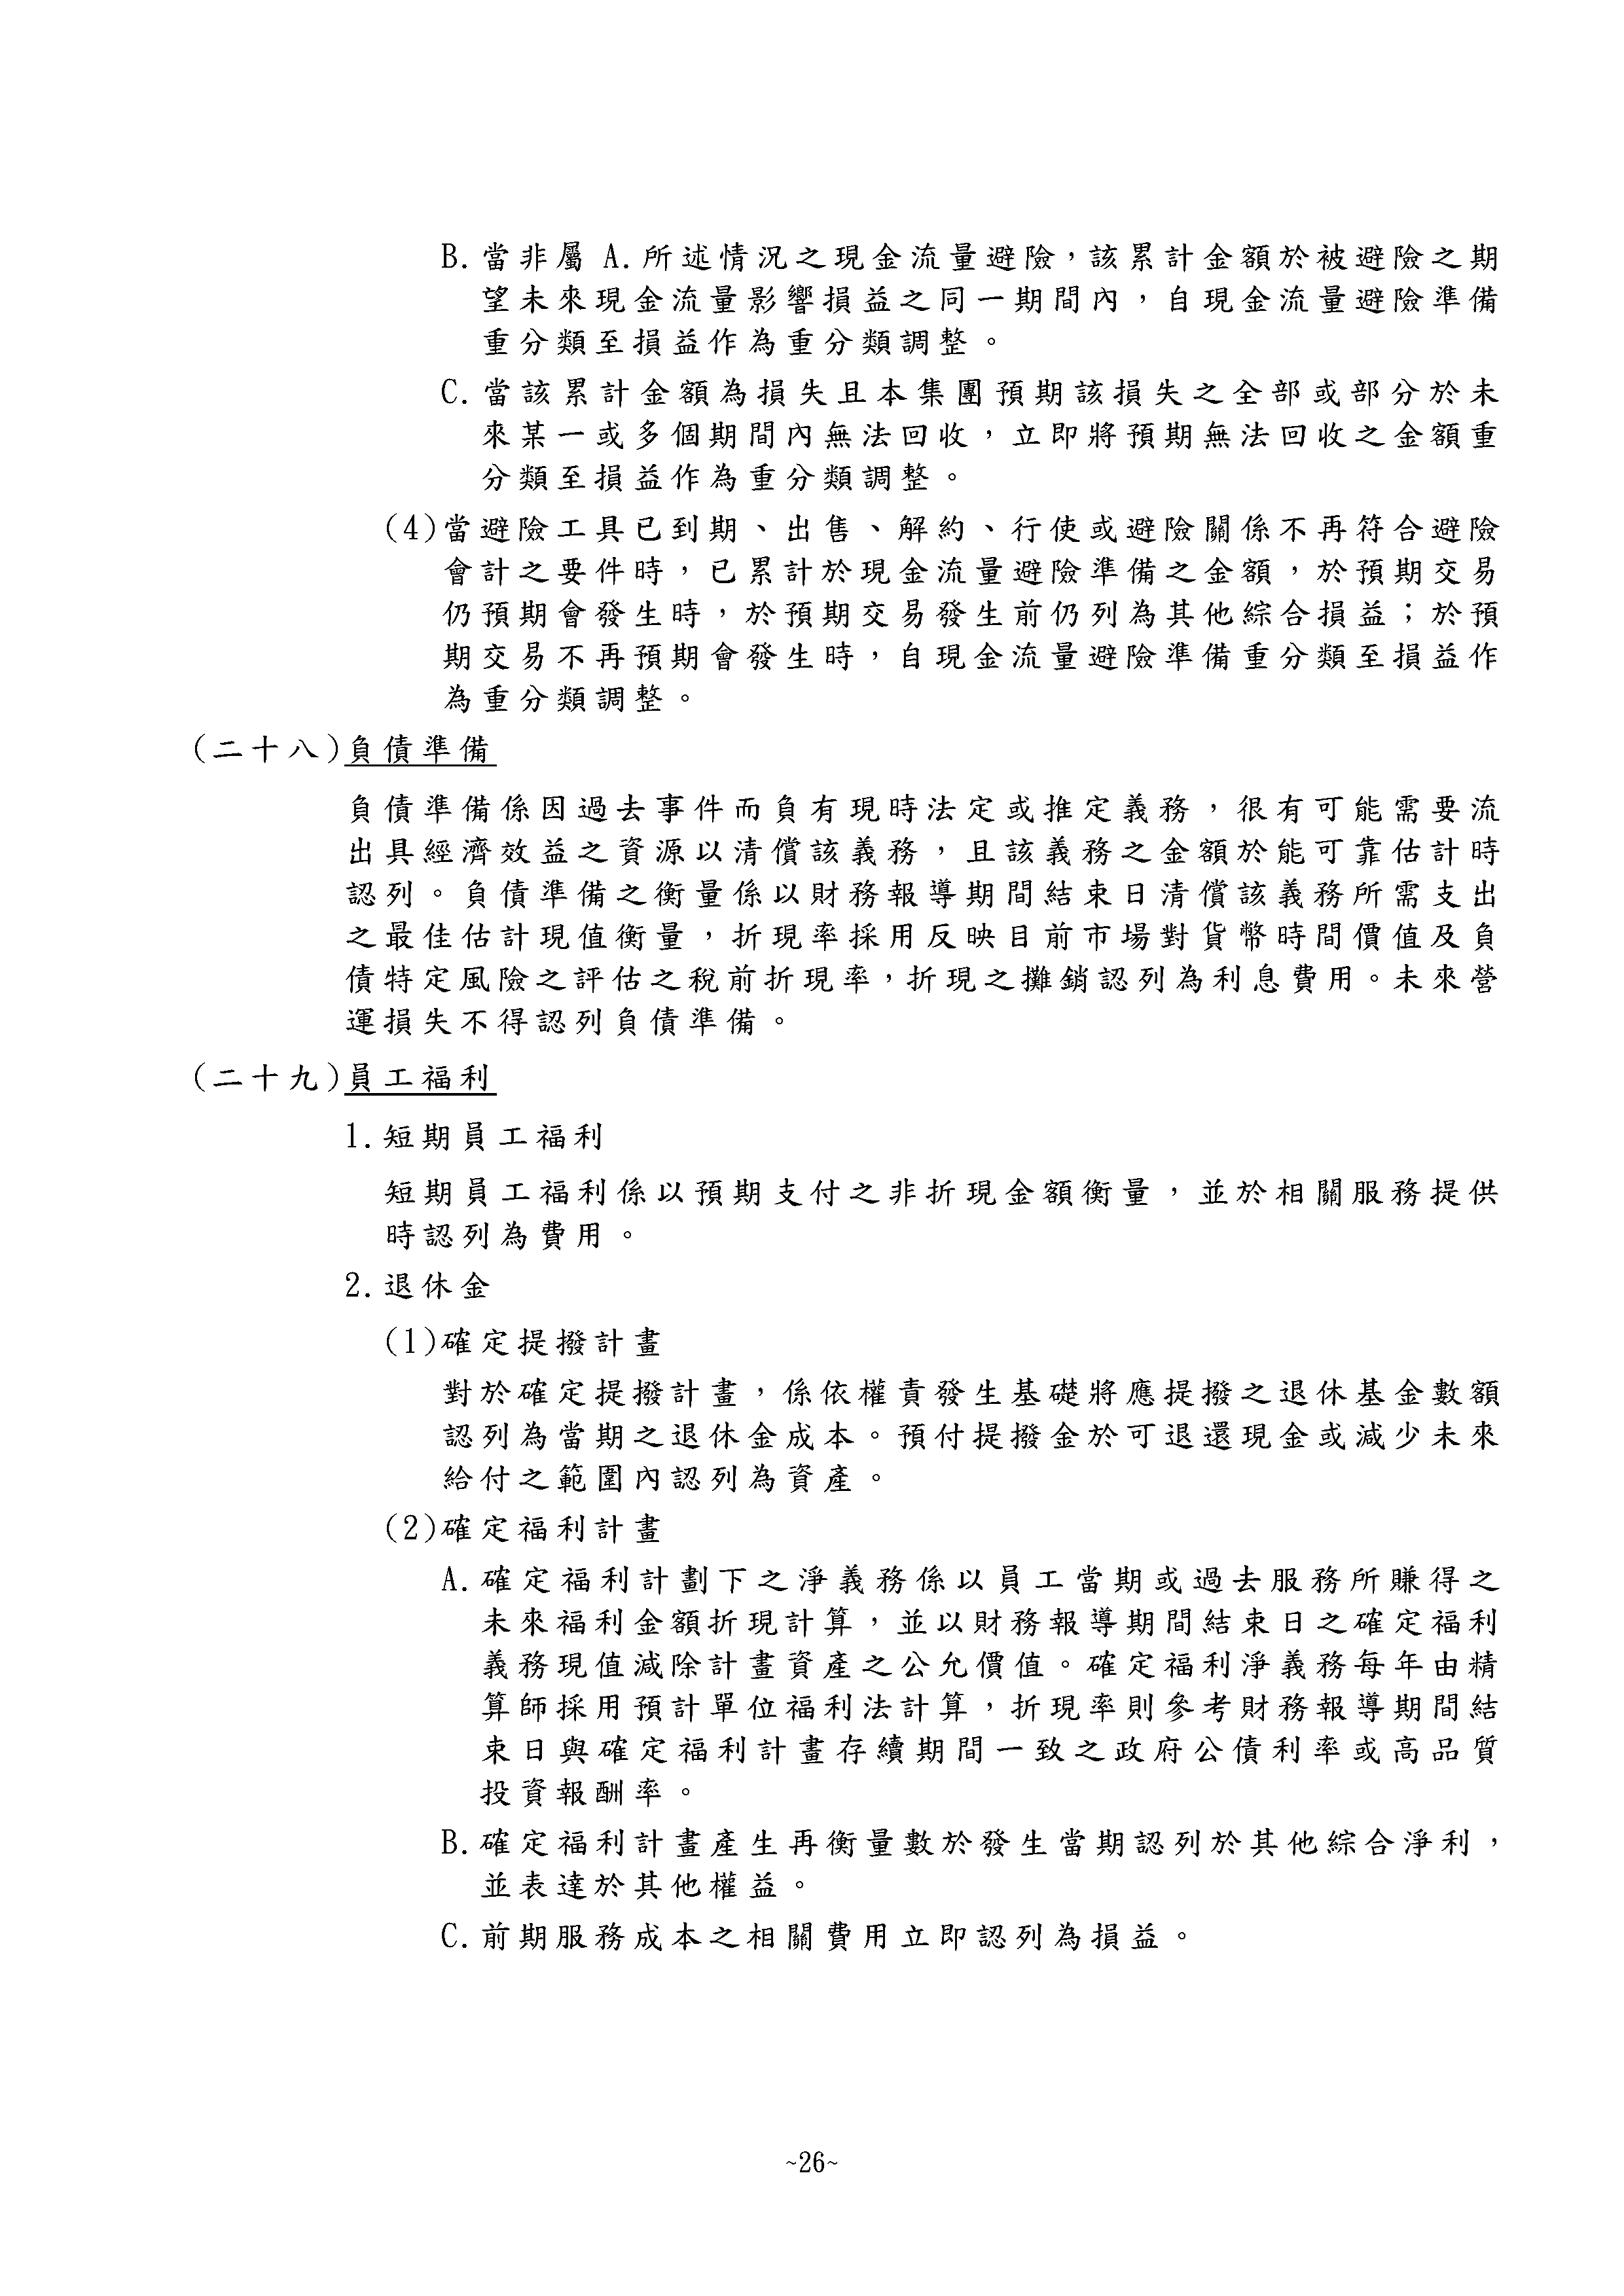 B.當非屬 A.所述情況之現金流量避險，該累計金額於被避險之期
望未來現金流量影響損益之同一期間內，自現金流量避險準備
重分類至損益作為重分類調整。
C.當該累計金額為損失且本集團預期該損失之全部或部分於未
來某一或多個期間內無法回收，立即將預期無法回收之金額重
分類至損益作為重分類調整。
(4)當避險工具已到期、出售、解約、行使或避險關係不再符合避險
會計之要件時，已累計於現金流量避險準備之金額，於預期交易
仍預期會發生時，於預期交易發生前仍列為其他綜合損益；於預
期交易不再預期會發生時，自現金流量避險準備重分類至損益作
為重分類調整。
(二十八)負債準備
負債準備係因過去事件而負有現時法定或推定義務，很有可能需要流
出具經濟效益之資源以清償該義務，且該義務之金額於能可靠估計時
認列。負債準備之衡量係以財務報導期間結束日清償該義務所需支出
之最佳估計現值衡量，折現率採用反映目前市場對貨幣時間價值及負
債特定風險之評估之稅前折現率，折現之攤銷認列為利息費用。未來營
運損失不得認列負債準備。
(二十九)員工福利
1.短期員工福利
短期員工福利係以預期支付之非折現金額衡量，並於相關服務提供
時認列為費用。
2.退休金
(1)確定提撥計畫
對於確定提撥計畫，係依權責發生基礎將應提撥之退休基金數額
認列為當期之退休金成本。預付提撥金於可退還現金或減少未來
給付之範圍內認列為資產。
(2)確定福利計畫
A.確定福利計劃下之淨義務係以員工當期或過去服務所賺得之
未來福利金額折現計算，並以財務報導期間結束日之確定福利
義務現值減除計畫資產之公允價值。確定福利淨義務每年由精
算師採用預計單位福利法計算，折現率則參考財務報導期間結
束日與確定福利計畫存續期間一致之政府公債利率或高品質
投資報酬率。
B.確定福利計畫產生再衡量數於發生當期認列於其他綜合淨利，
並表達於其他權益。
C.前期服務成本之相關費用立即認列為損益。
~26~